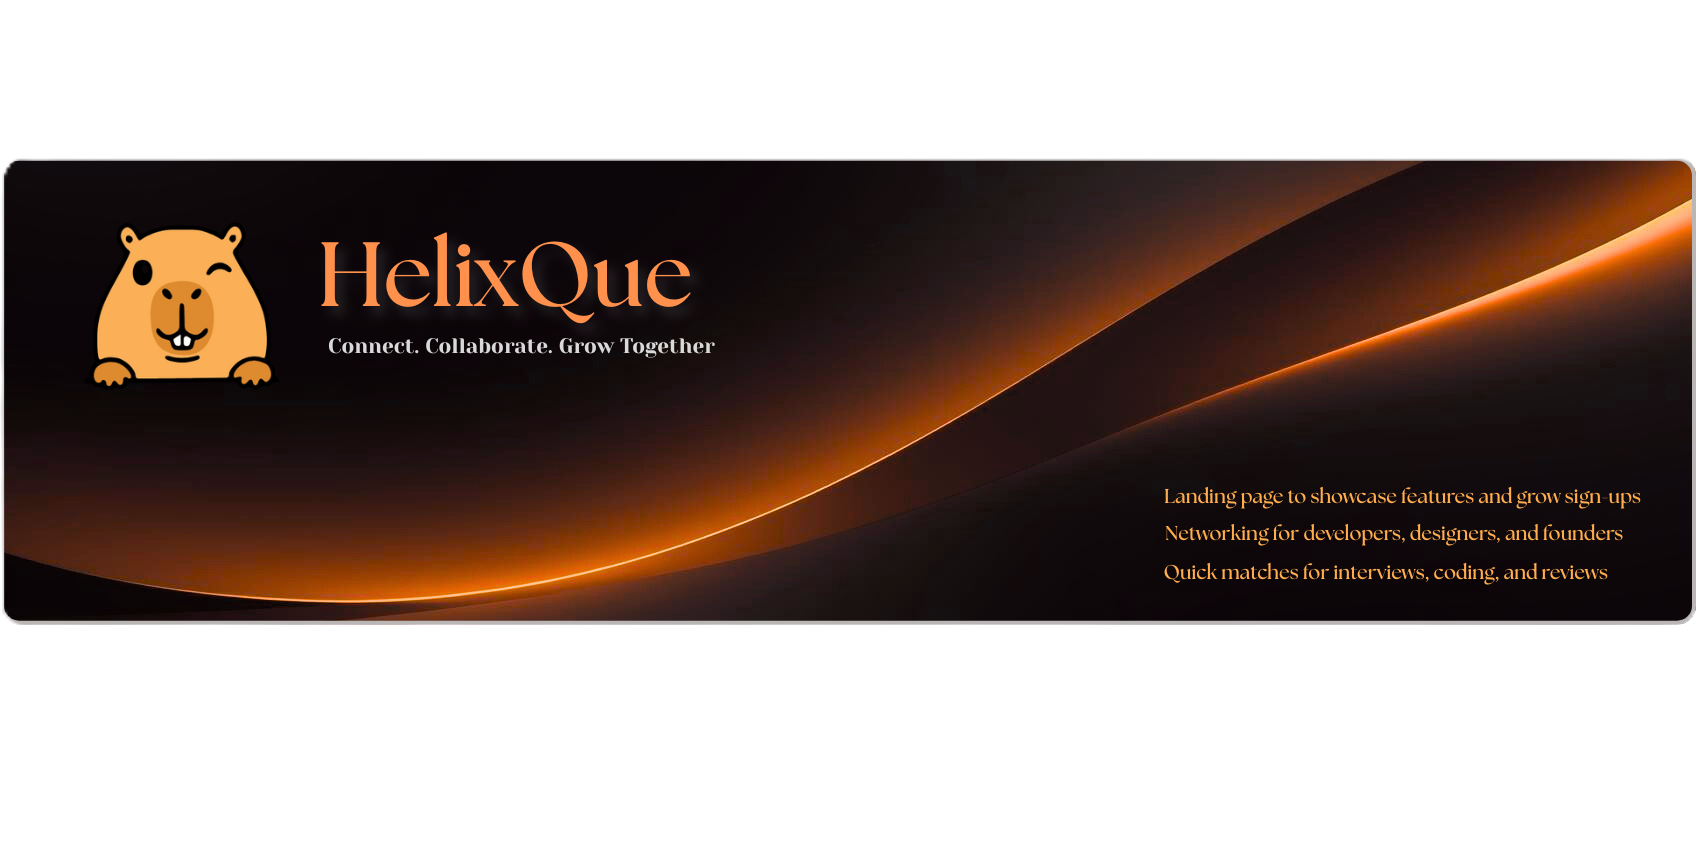 HelixQue
Connect. Collaborate. Grow Together
Landing page to showcase features and grow sign-ups
Networking for developers, designers, and founders
Quick matches for interviews, coding, and reviews